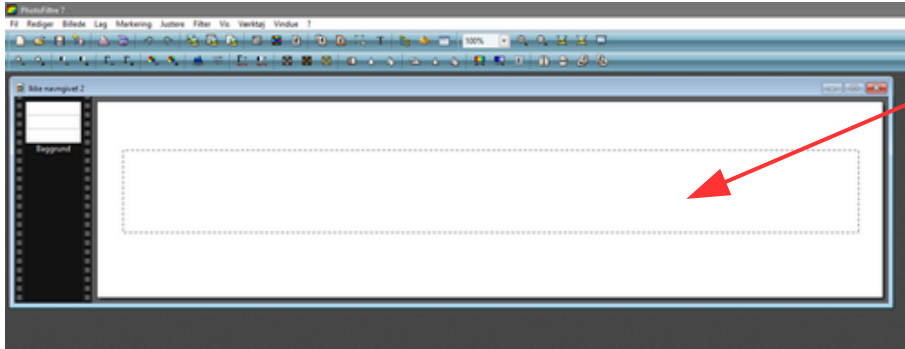 PhotoFiltre 7
Fil Rediger Billede Lag Markering Justere Filter Vis Værktøj Vindue ?
100%
Ikke navngivet 2
Baggrund